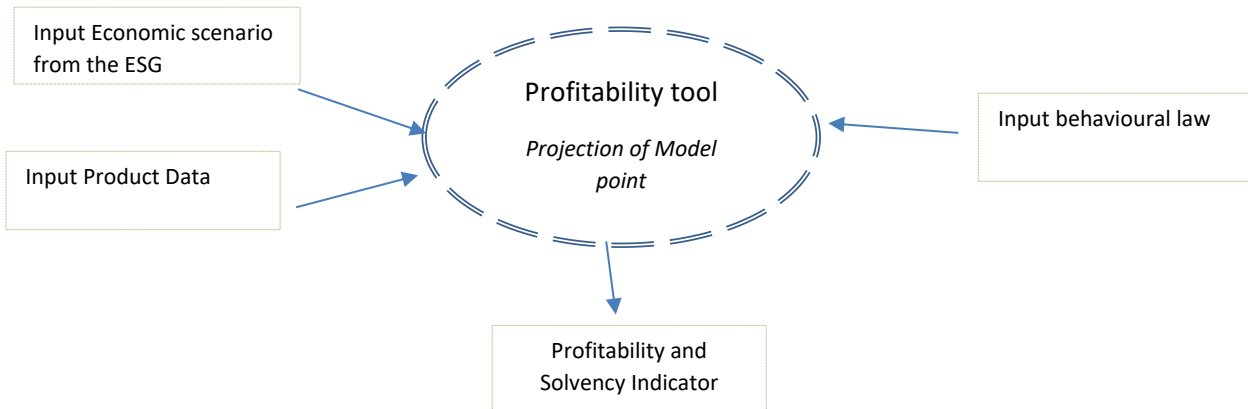 Input Economic scenario
from the ESG
Profitability tool
Projection of Model
point
Input behavioural law
Input Product Data
Profitability and
Solvency Indicator